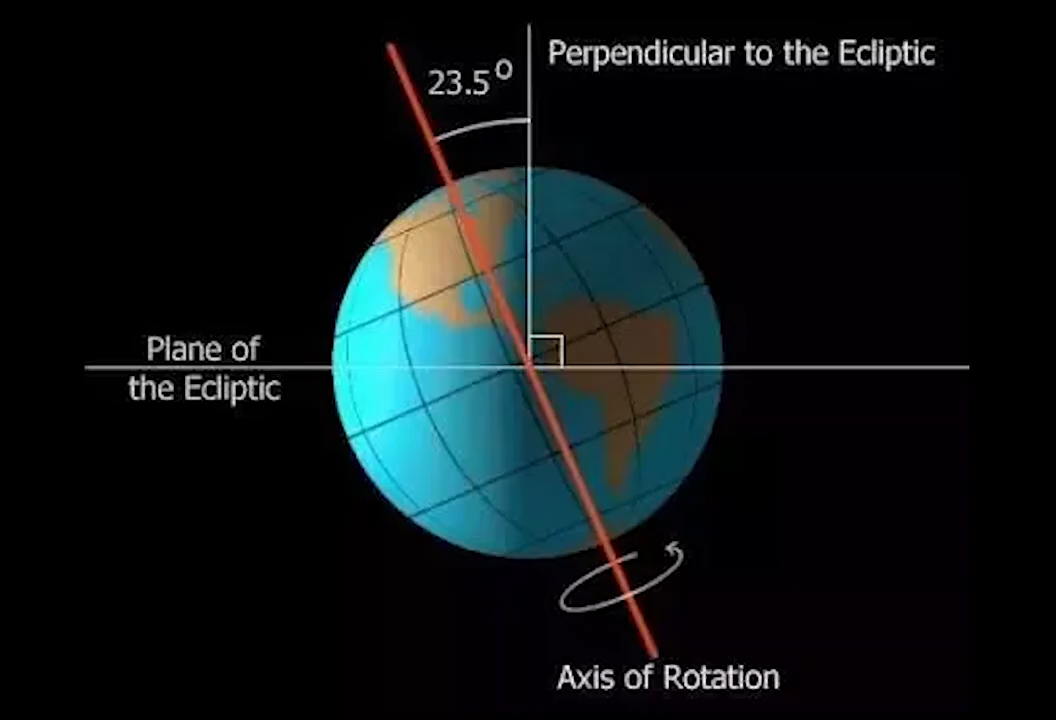 Perpendicular to the Ecliptic
23.5°
Plane of
the Ecliptic
Axis of Rotation